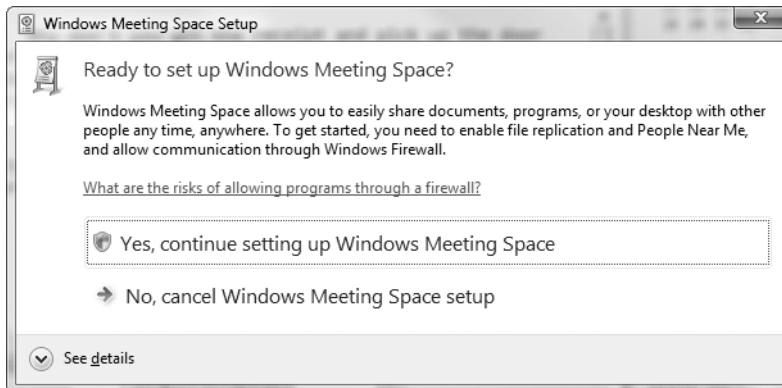 Windows Meeting Space Setup
Ready to set up Windows Meeting Space?
Windows Meeting Space allows you to easily share documents, programs, or your desktop with other
people any time, anywhere. To get started, you need to enable file replication and People Near Me,
and allow communication through Windows Firewall.
What are the risks of allowing programs through a firewall?
Yes, continue setting up Windows Meeting Space
No, cancel Windows Meeting Space setup
See details